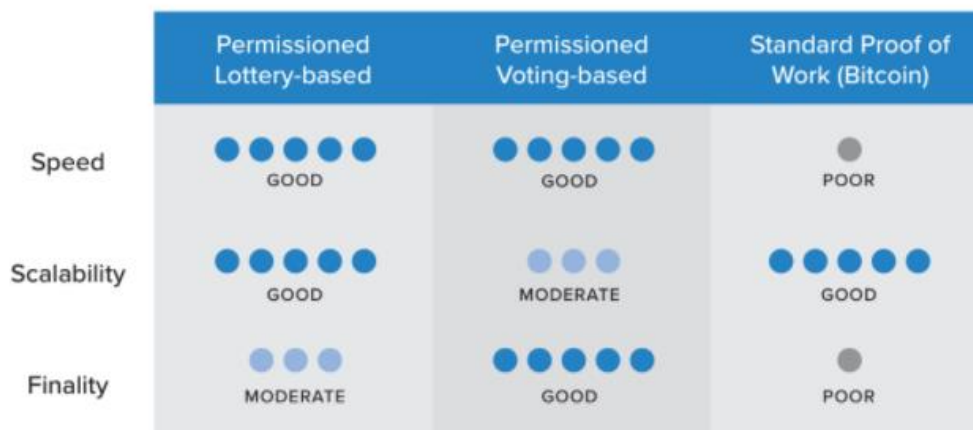 Permissioned
Lottery-based
Permissioned
Voting-based
Standard Proof of
Work (Bitcoin)
Speed
GOOD
GOOD
POOR
Scalability
GOOD
MODERATE
GOOD
Finality
MODERATE
GOOD
POOR